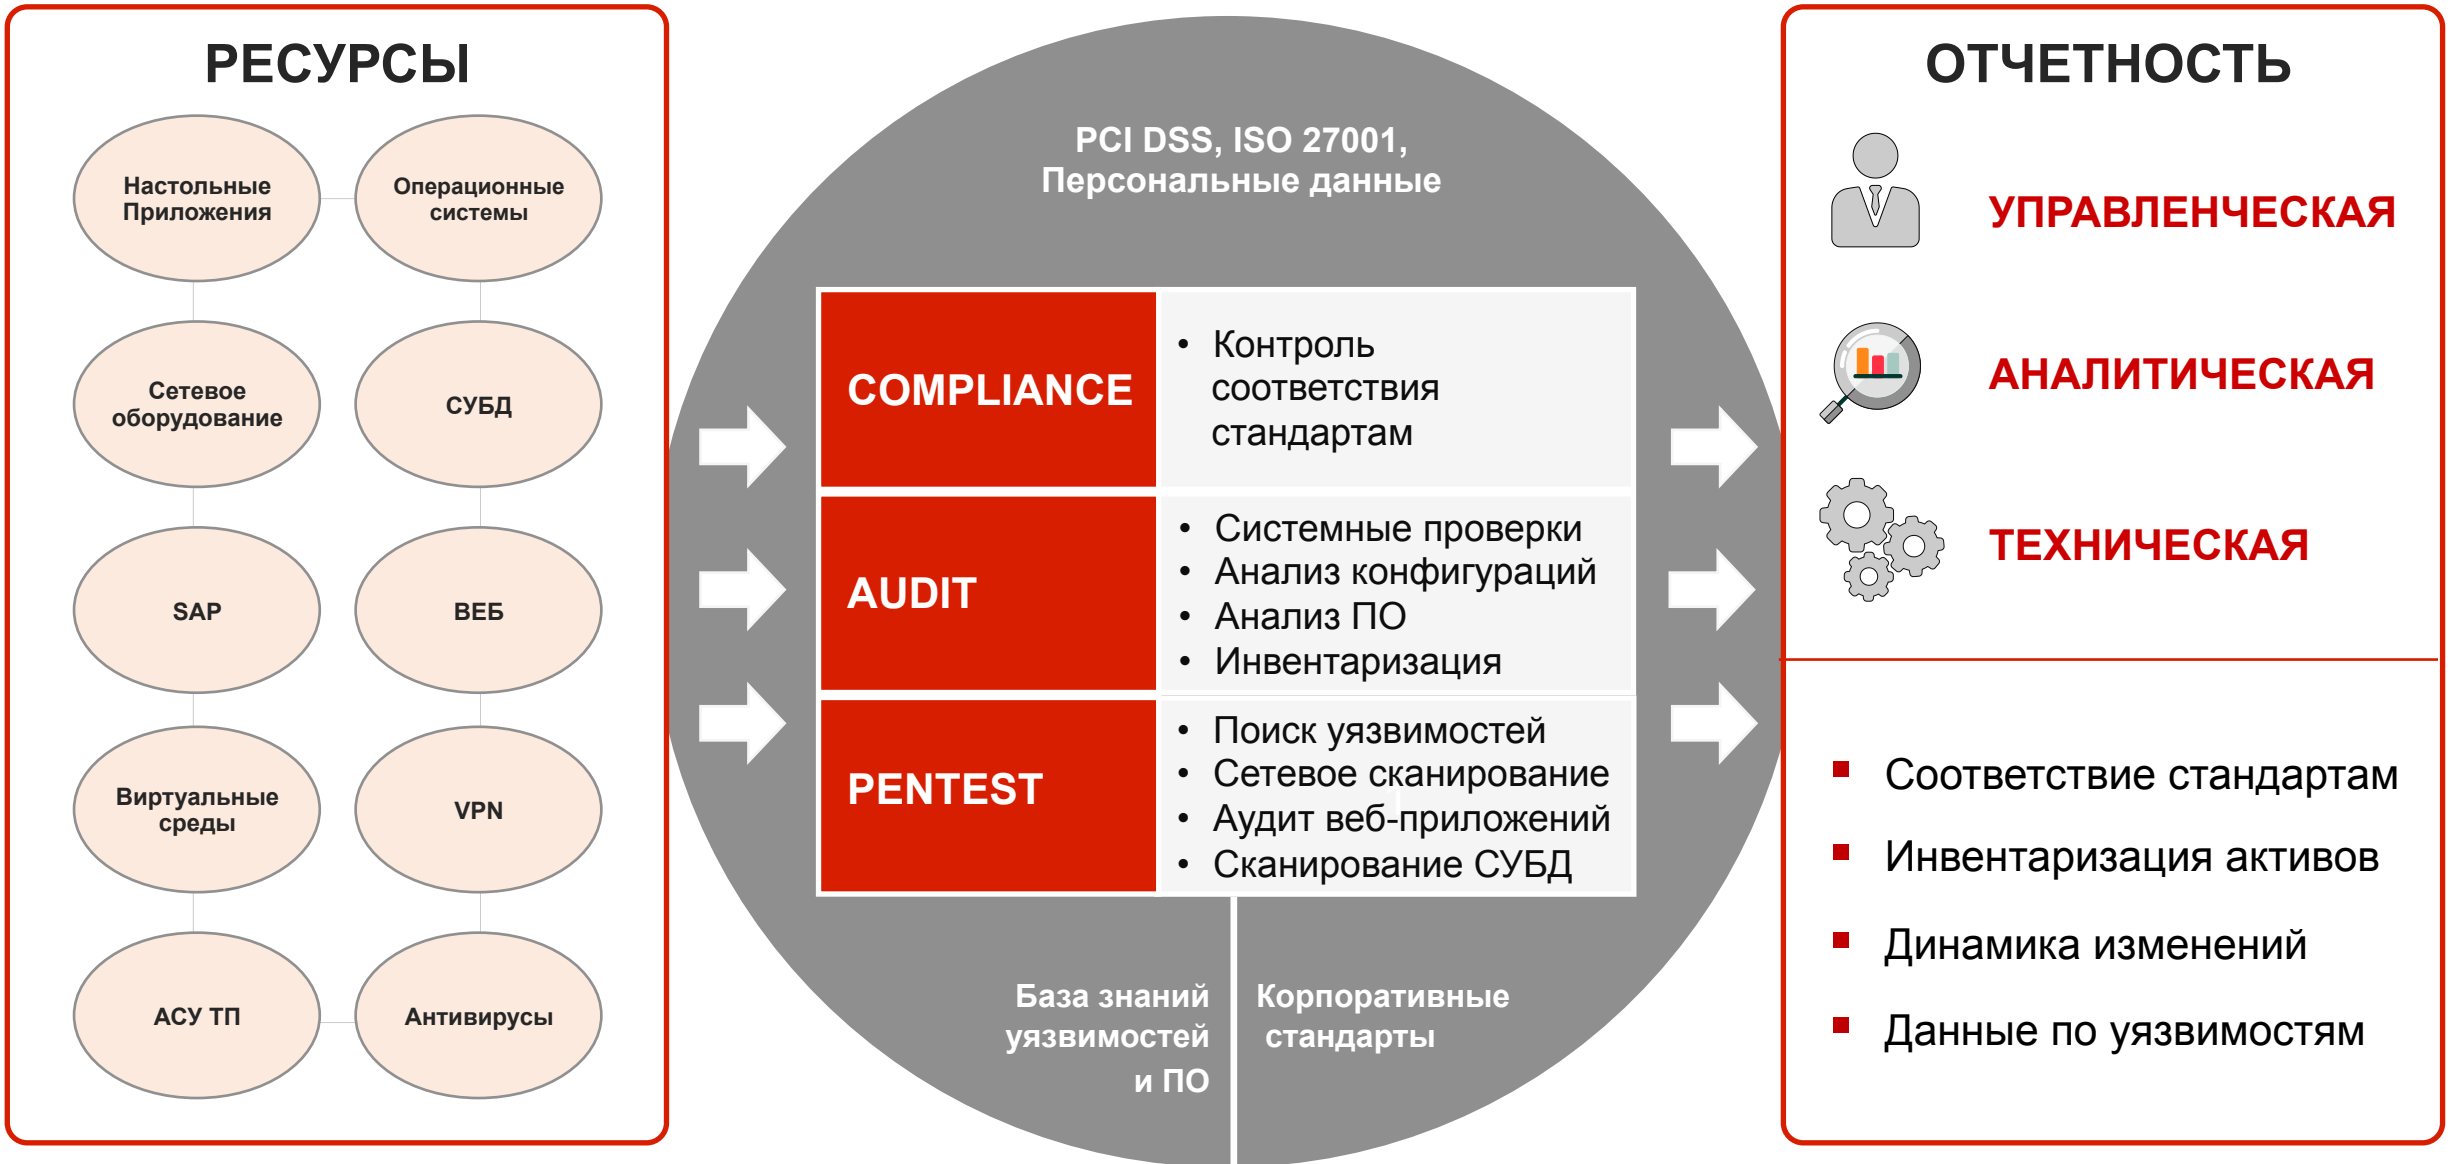 РЕСУРСЫ
Настольные
Приложения
Операционные
системы
Сетевое
оборудование
СУБД
SAP
ВЕБ
Виртуальные
среды
VPN
АСУ ТП
Антивирусы
PCI DSS, ISO 27001,
Персональные данные
COMPLIANCE
• Контроль
соответствия
стандартам
AUDIT
• Системные проверки
• Анализ конфигураций
• Анализ ПО
• Инвентаризация
PENTEST
• Поиск уязвимостей
• Сетевое сканирование
• Аудит веб-приложений
• Сканирование СУБД
База знаний
уязвимостей
и ПО
Корпоративные
стандарты
ОТЧЕТНОСТЬ
УПРАВЛЕНЧЕСКАЯ
АНАЛИТИЧЕСКАЯ
ТЕХНИЧЕСКАЯ
▪ Соответствие стандартам
▪ Инвентаризация активов
▪ Динамика изменений
▪ Данные по уязвимостям